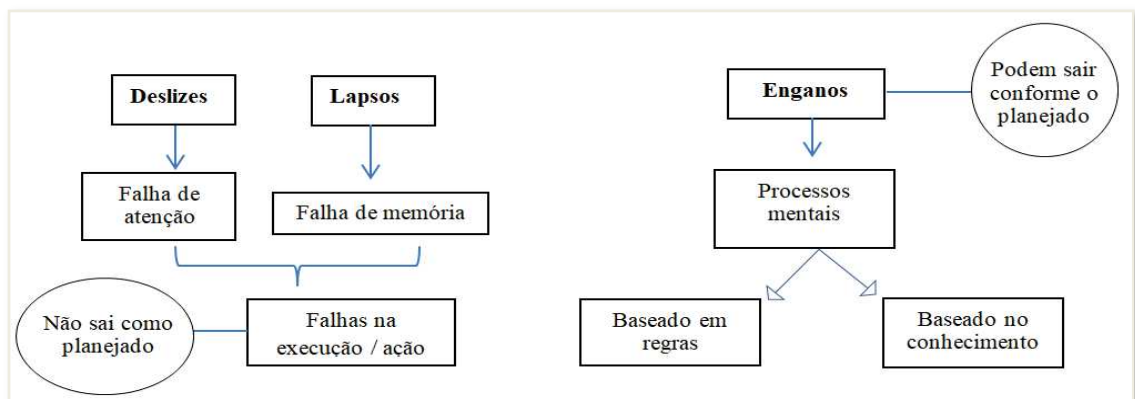 Deslizes
Lapsos
Falha de
atenção
Falha de memória
Não sai como
planejado
Falhas na
execução / ação
Enganos
Podem sair
conforme o
planejado
Processos
mentais
Baseado em
regras
Baseado no
conhecimento